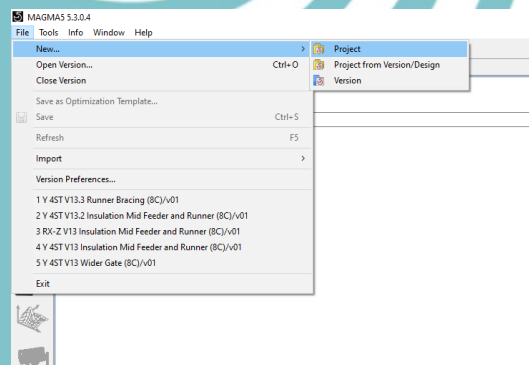 MAGMA5 5.3.0.4
File Tools Info Window Help
New... >
Project
Project from Version/Design
Version
Open Version... Ctrl+O
Close Version
Save as Optimization Template...
Save Ctrl+S
Refresh F5
Import >
Version Preferences...
1 Y 4ST V13.3 Runner Bracing (8C)/v01
2 Y 4ST V13.2 Insulation Mid Feeder and Runner (8C)/v01
3 RX-Z V13 Insulation Mid Feeder and Runner (8C)/v01
4 Y 4ST V13 Insulation Mid Feeder and Runner (8C)/v01
5 Y 4ST V13 Wider Gate (8C)/v01
Exit